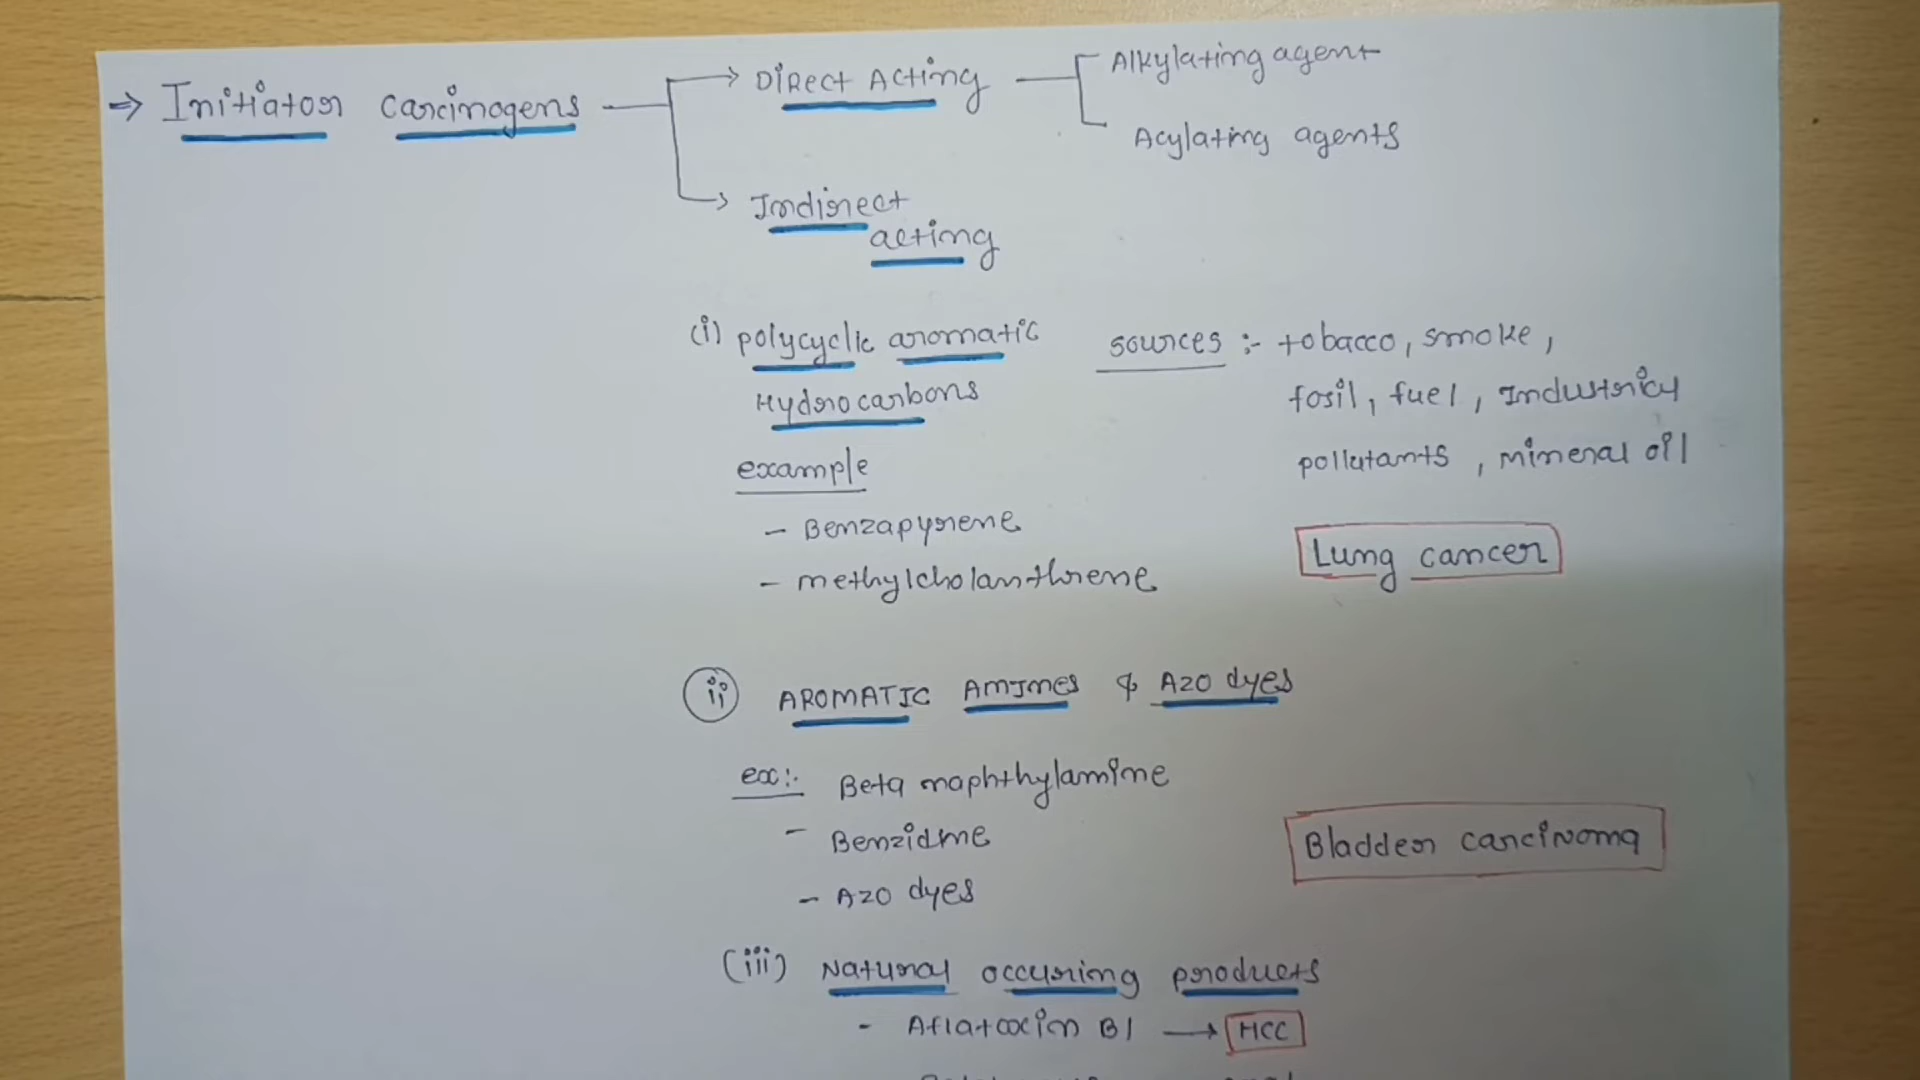 ⇒ Initiator carcinogens
Direct Acting
Alkylating agent
Acylating agents
Indirect
acting
(i) polycyclic aromatic
Hydrocarbons
sources :- tobacco, smoke,
fosil, fuel, Industricy
pollutants, mineral oil
example
- Benzapyrene
- methylcholanthrene
Lung cancer
ii AROMATIC AMINES & AZO dyes
ex:- Beta naphthylamine
- Benzidine
- AZO dyes
Bladder carcinoma
(iii) Natural occuring products
- Aflatoxin B1 → HCC